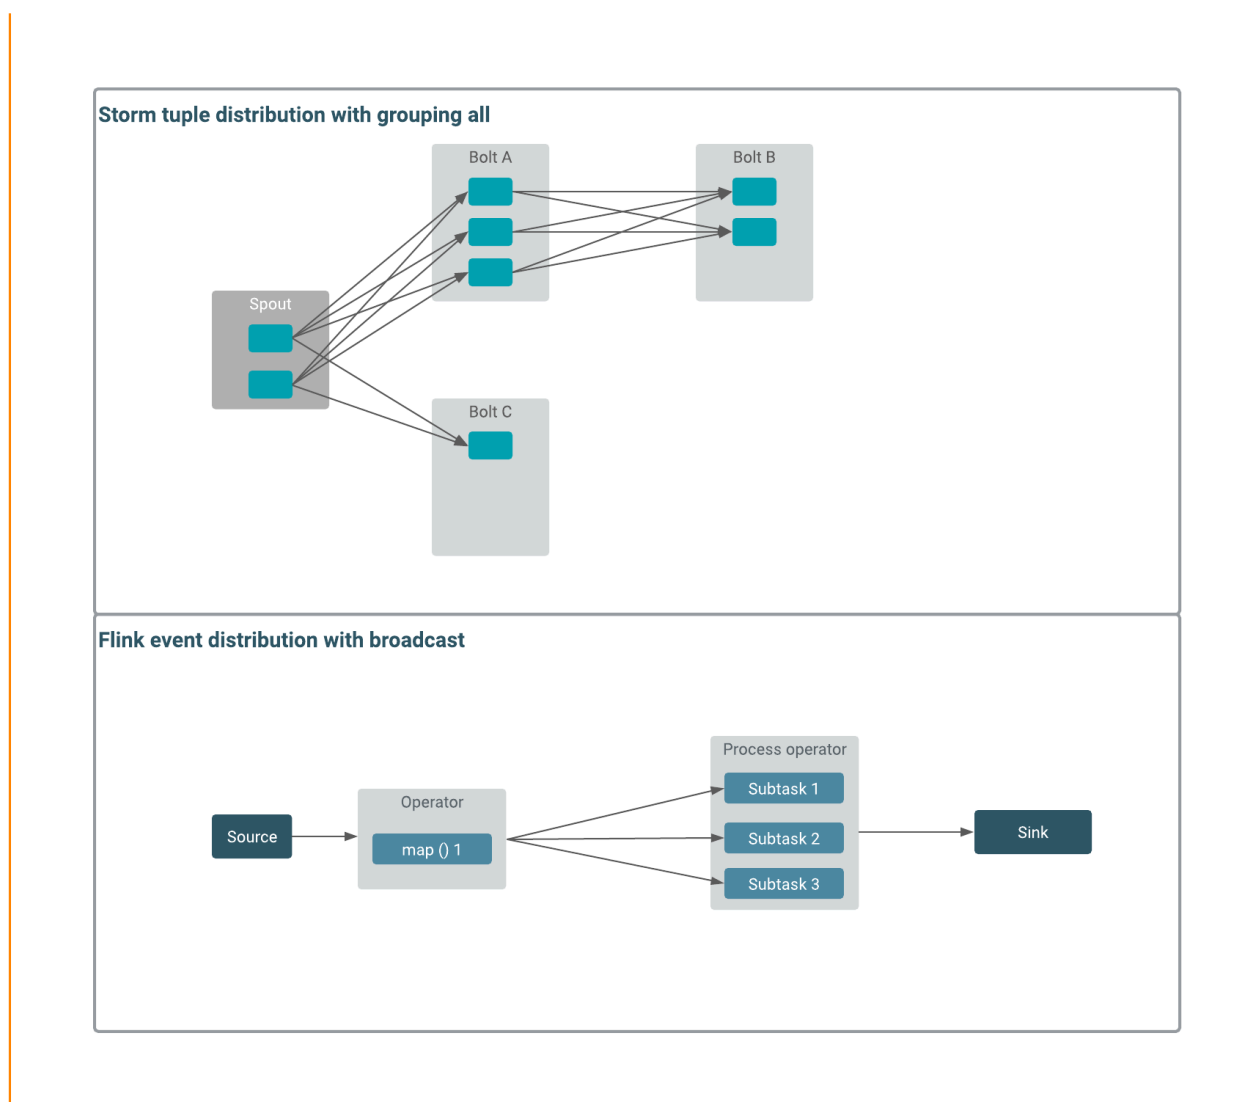 Storm tuple distribution with grouping all
Bolt A
Bolt B
Spout
Bolt C
Flink event distribution with broadcast
Process operator
Subtask 1
Operator
Source
map () 1
Subtask 2
Sink
Subtask 3